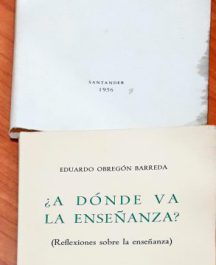 SANTANDER
1956
EDUARDO OBREGÓN BARREDA
¿A DÓNDE VA
LA ENSEÑANZA?
(Reflexiones sobre la enseñanza)